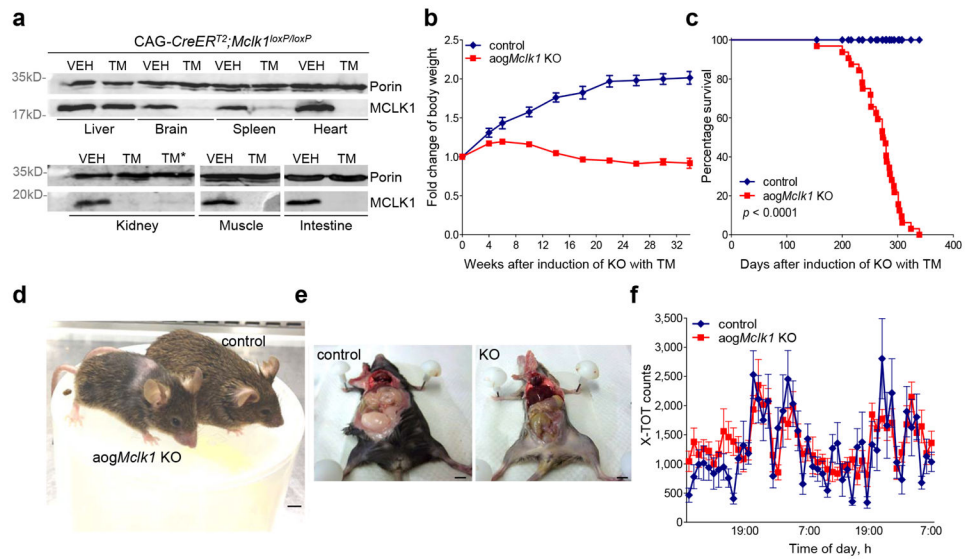 a
CAG-CreERT2;Mclk1loxP/loxP
VEH TM VEH TM VEH TM VEH TM
35kD- Porin
17kD- MCLK1
Liver Brain Spleen Heart
VEH TM TM* VEH TM VEH TM
35kD- Porin
20kD- MCLK1
Kidney Muscle Intestine
b
control
aogMclk1 KO
Fold change of body weight
2.5
2.0
1.5
1.0
0.5
0.0
0 4 8 12 16 20 24 28 32
Weeks after induction of KO with TM
c
Percentage survival
100
80
60
40
20
0
control
aogMclk1 KO
p < 0.0001
0 100 200 300 400
Days after induction of KO with TM
d
control
aogMclk1 KO
e
control
KO
f
control
aogMclk1 KO
X-TOT counts
3,500
3,000
2,500
2,000
1,500
1,000
500
0
19:00 7:00 19:00 7:00
Time of day, h